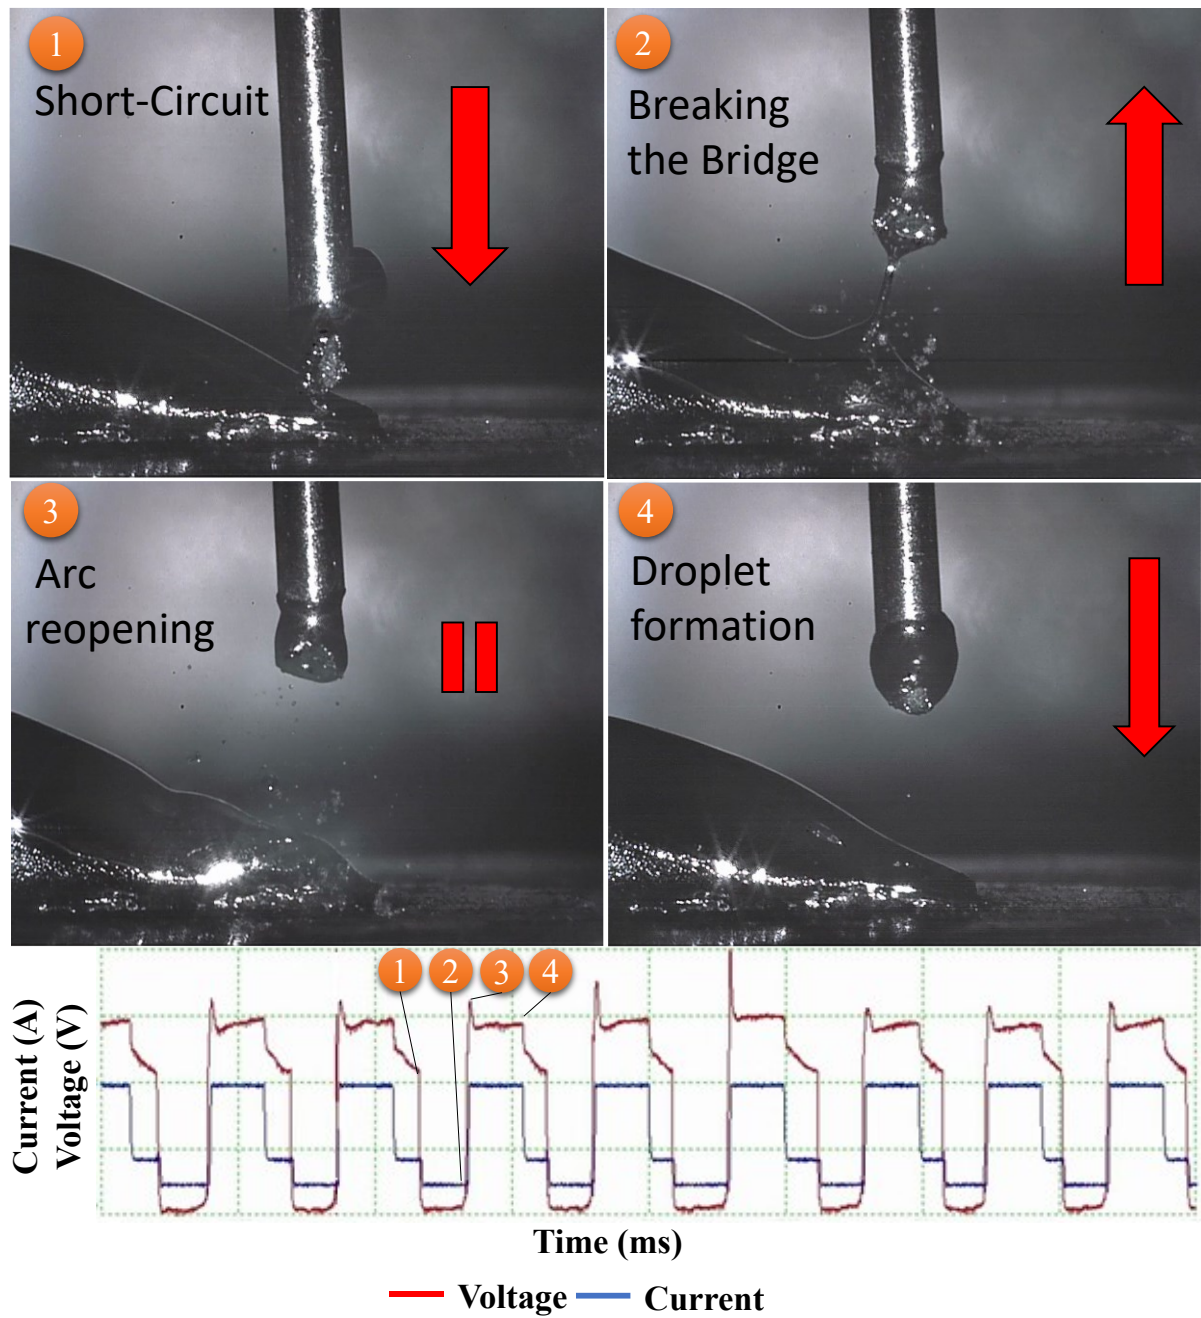 1
Short-Circuit
2
Breaking
the Bridge
3
Arc
reopening
4
Droplet
formation
1
2
3
4
Current (A)
Voltage (V)
Time (ms)
Voltage
Current